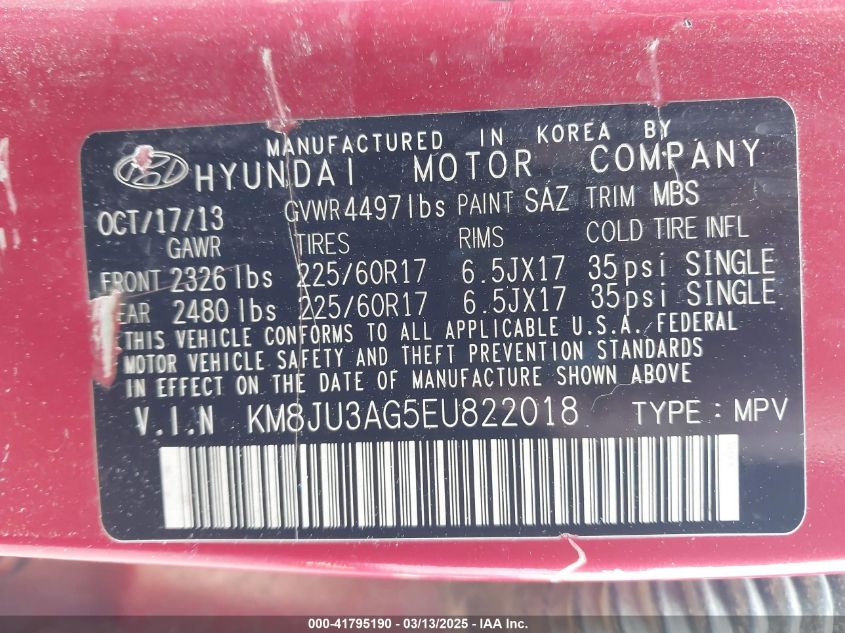 MANUFACTURED IN KOREA BY
HYUNDAI MOTOR COMPANY
OCT/17/13 GVWR 4497lbs PAINT SAZ TRIM MBS
GAWR TIRES RIMS COLD TIRE INFL
FRONT 2326 lbs 225/60R17 6.5JX17 35psi SINGLE
2480 lbs 225/60R17 6.5JX17 35psi SINGLE
THIS VEHICLE CONFORMS TO ALL APPLICABLE U.S.A. FEDERAL
MOTOR VEHICLE SAFETY AND THEFT PREVENTION STANDARDS
IN EFFECT ON THE DATE OF MANUFACTURE SHOWN ABOVE
V.I.N KM8JU3AG5EU822018 TYPE : MPV
000-41795190 - 03/13/2025 - IAA Inc.